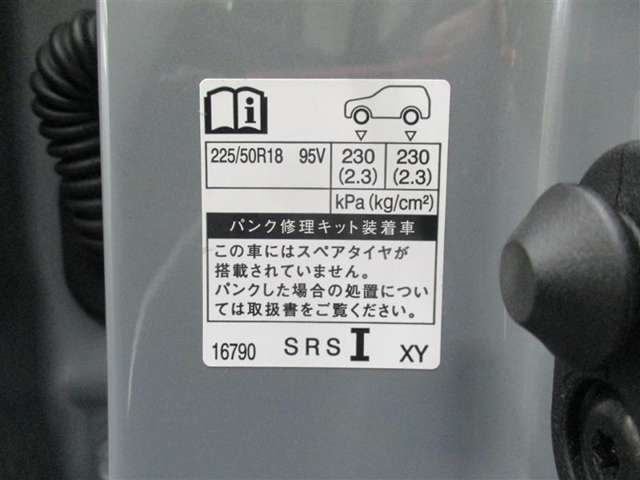 225/50R18 95V 230 (2.3) 230 (2.3)
kPa(kg/cm²)
パンク修理キット装着車
この車にはスペアタイヤが
搭載されていません。
パンクした場合の処置につい
ては取扱書をご覧ください。
16790 SRS I XY